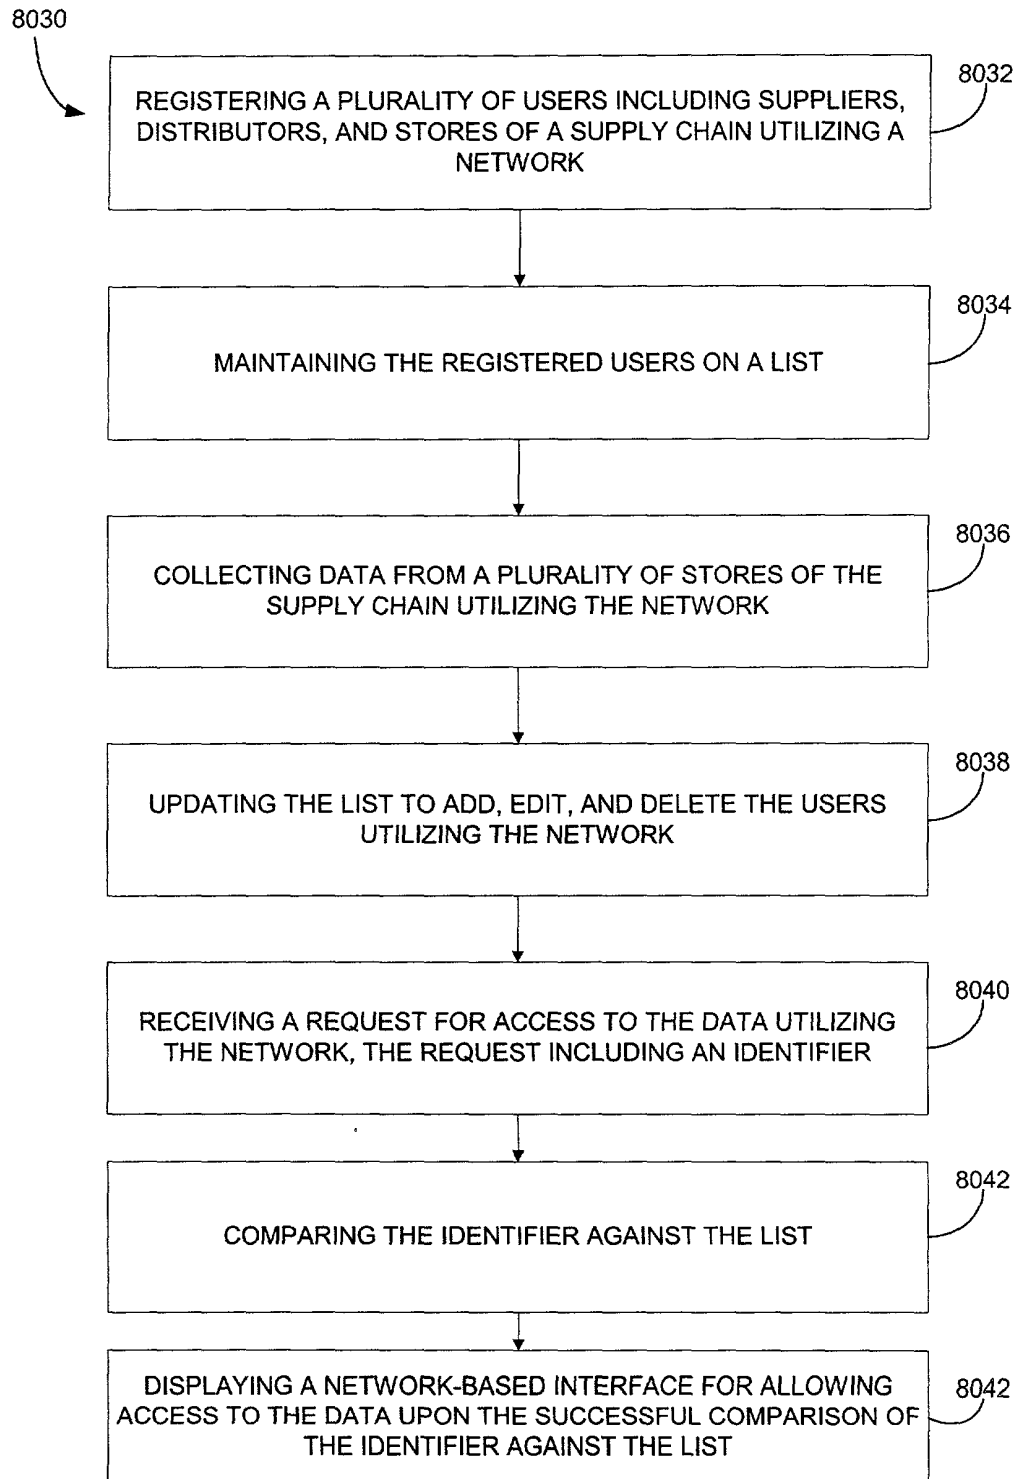 8030
8032
REGISTERING A PLURALITY OF USERS INCLUDING SUPPLIERS,
DISTRIBUTORS, AND STORES OF A SUPPLY CHAIN UTILIZING A
NETWORK
8034
MAINTAINING THE REGISTERED USERS ON A LIST
8036
COLLECTING DATA FROM A PLURALITY OF STORES OF THE
SUPPLY CHAIN UTILIZING THE NETWORK
8038
UPDATING THE LIST TO ADD, EDIT, AND DELETE THE USERS
UTILIZING THE NETWORK
8040
RECEIVING A REQUEST FOR ACCESS TO THE DATA UTILIZING
THE NETWORK, THE REQUEST INCLUDING AN IDENTIFIER
8042
COMPARING THE IDENTIFIER AGAINST THE LIST
8042
DISPLAYING A NETWORK-BASED INTERFACE FOR ALLOWING
ACCESS TO THE DATA UPON THE SUCCESSFUL COMPARISON OF
THE IDENTIFIER AGAINST THE LIST